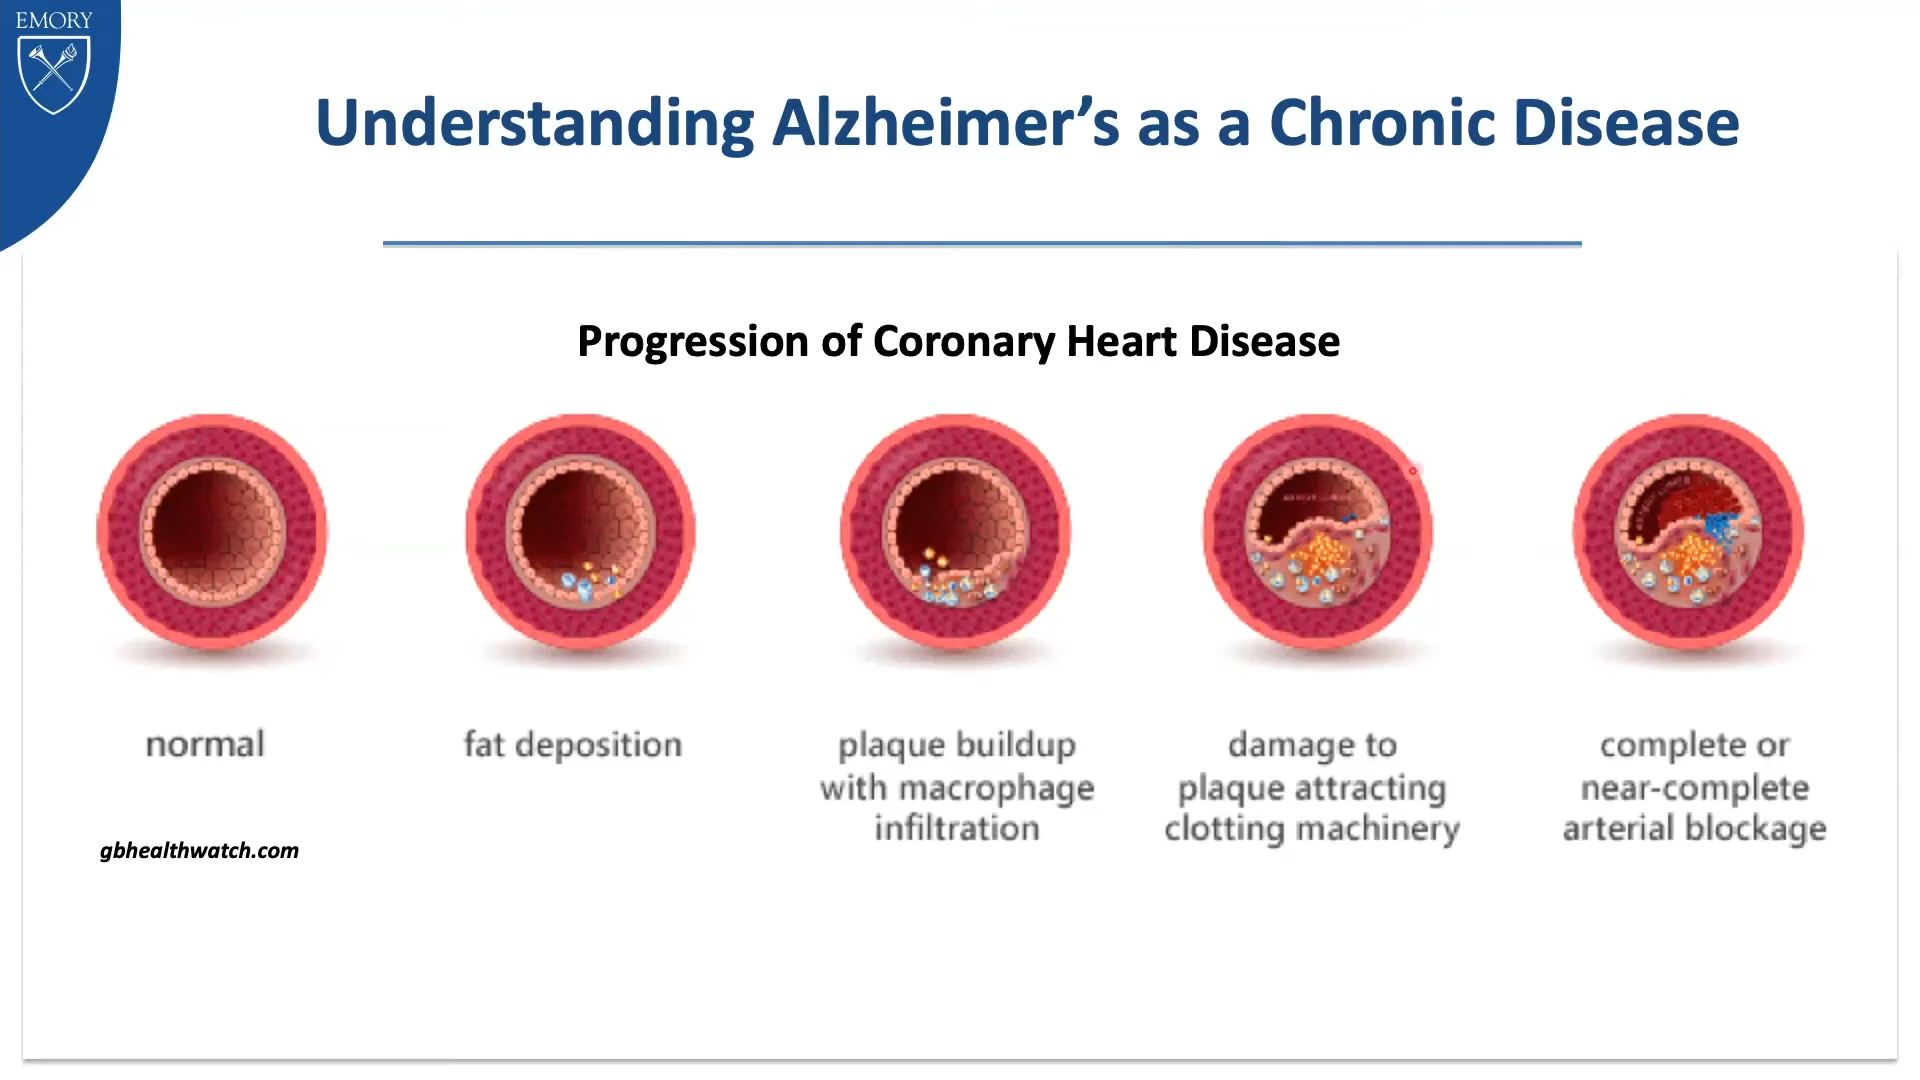 EMORY
Understanding Alzheimer’s as a Chronic Disease
Progression of Coronary Heart Disease
normal
fat deposition
plaque buildup
with macrophage
infiltration
damage to
plaque attracting
clotting machinery
complete or
near-complete
arterial blockage
gbhealthwatch.com